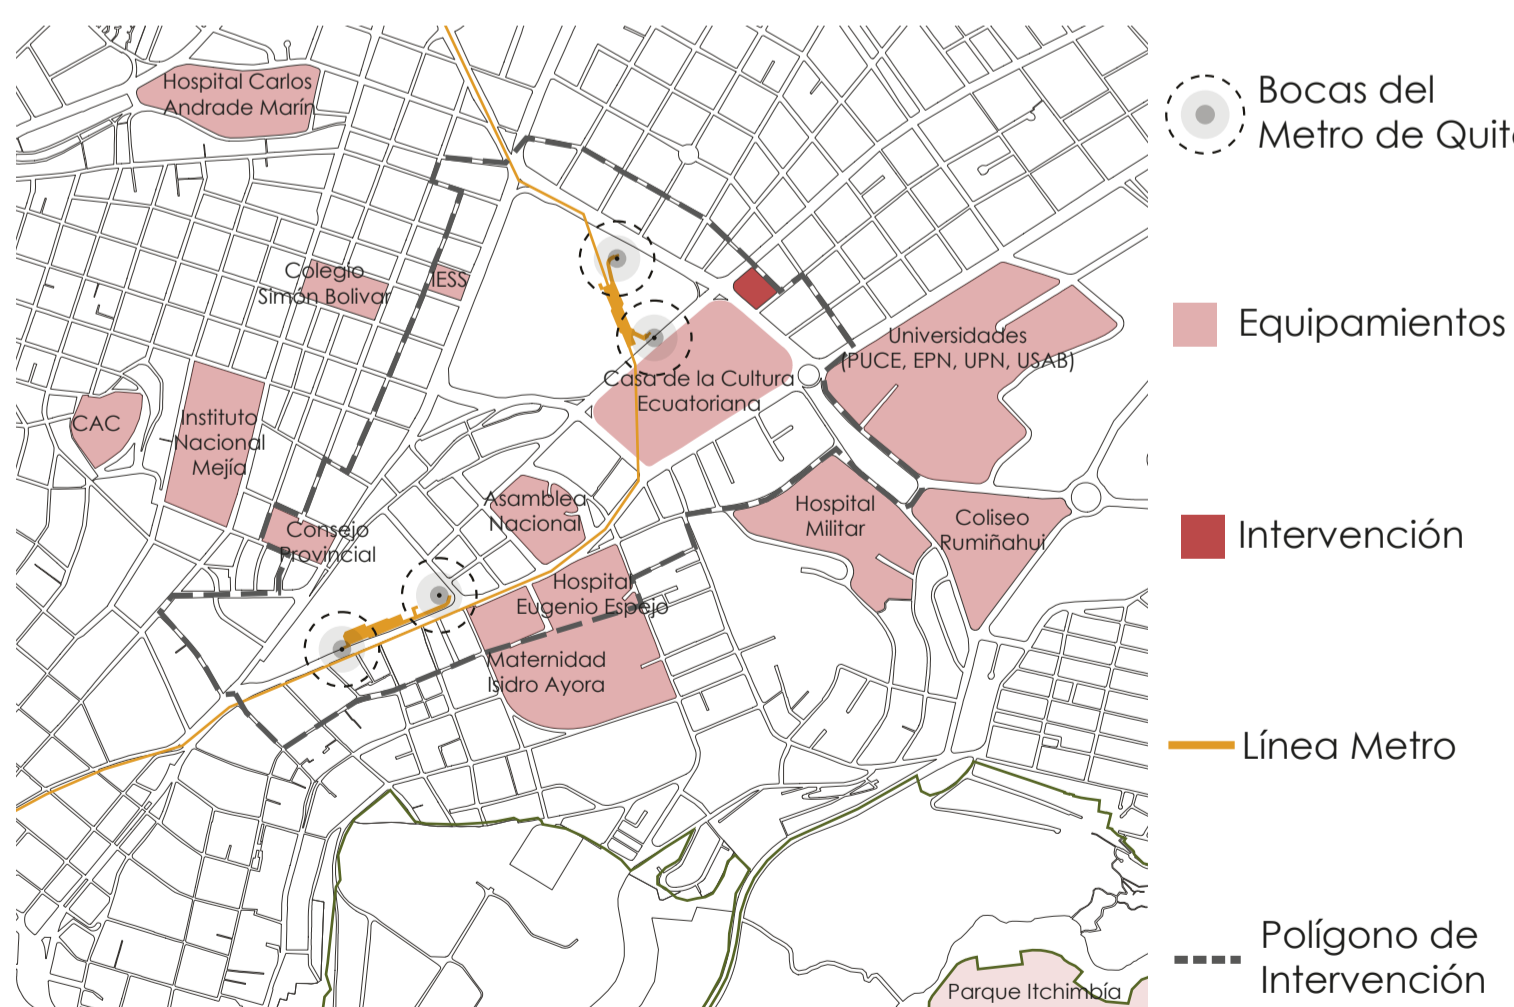 Hospital Carlos
Andrade Marín
Colegio
Simón Bolivar
IESS
CAC
Instituto
Nacional
Mejía
Consejo
Provincial
Asamblea
Nacional
Casa de la Cultura
Ecuatoriana
Universidades
(PUCE, EPN, UPN, USAB)
Hospital
Militar
Coliseo
Rumiñahui
Hospital
Eugenio Espejo
Maternidad
Isidro Ayora
Parque Itchimbía
Bocas del
Metro de Quito
Equipamientos
Intervención
Línea Metro
Polígono de
Intervención